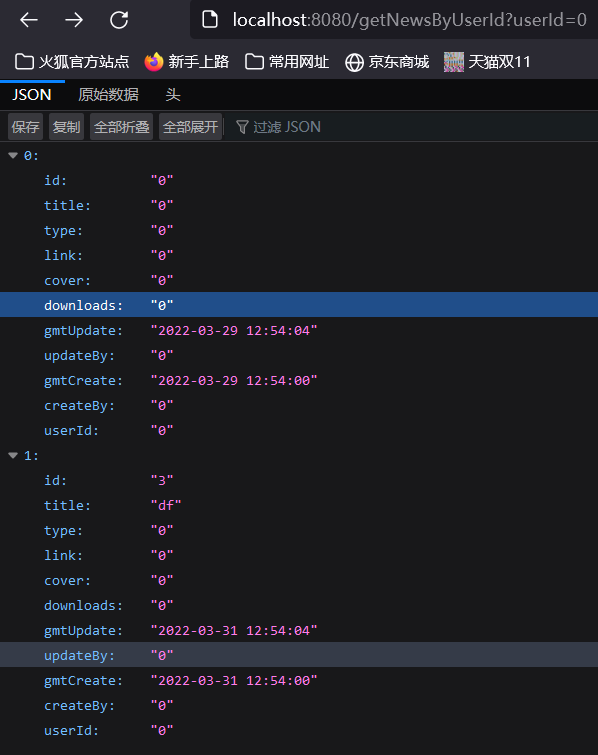 localhost:8080/getNewsByUserId?userId=0
火狐官方站点 新手上路 常用网址 京东商城 天猫双11
JSON 原始数据 头
保存 复制 全部折叠 全部展开 过滤 JSON
0:
id: "0"
title: "0"
type: "0"
link: "0"
cover: "0"
downloads: "0"
gmtUpdate: "2022-03-29 12:54:04"
updateBy: "0"
gmtCreate: "2022-03-29 12:54:00"
createBy: "0"
userId: "0"
1:
id: "3"
title: "df"
type: "0"
link: "0"
cover: "0"
downloads: "0"
gmtUpdate: "2022-03-31 12:54:04"
updateBy: "0"
gmtCreate: "2022-03-31 12:54:00"
createBy: "0"
userId: "0"